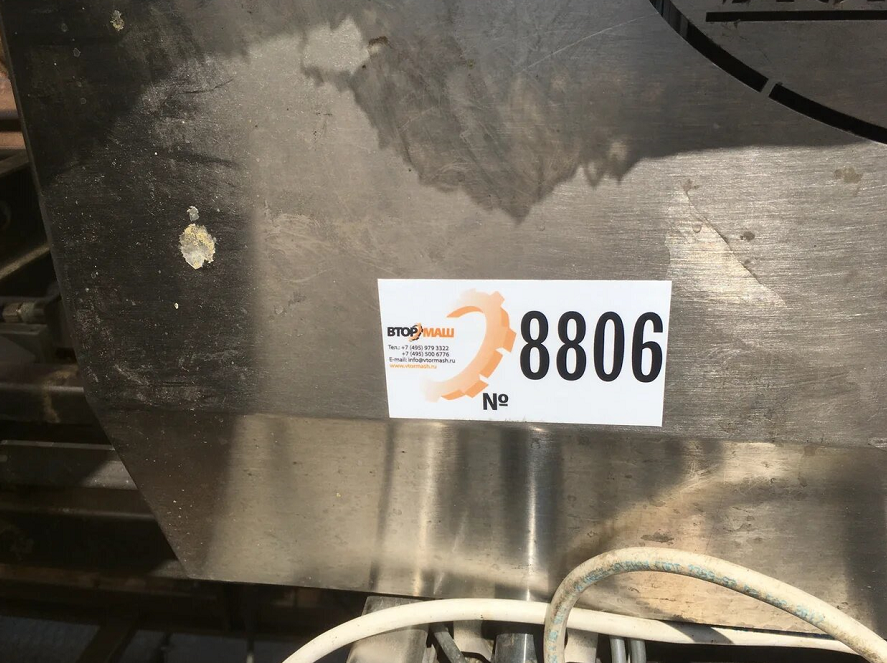 ВТОРМАШ
Тел.: +7 (495) 979 3322
+7 (495) 500 6776
E-mail: info@vtormash.ru
www.vtormash.ru
№ 8806